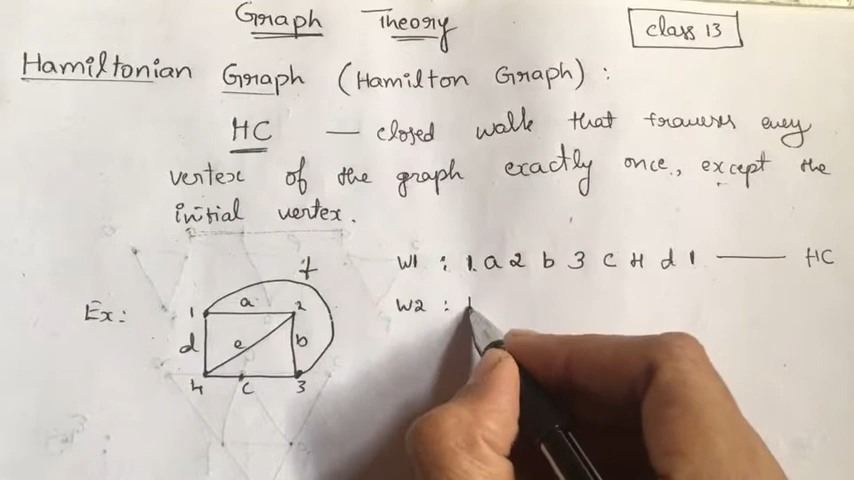 Graph Theory
class 13
Hamiltonian Graph (Hamilton Graph) :
HC — closed walk that traverses every
vertex of the graph exactly once, except the
initial vertex.
Ex:
f
1 a 2
d e b
4 c 3
W1 : 1 a 2 b 3 c 4 d 1 —— HC
W2 : 1